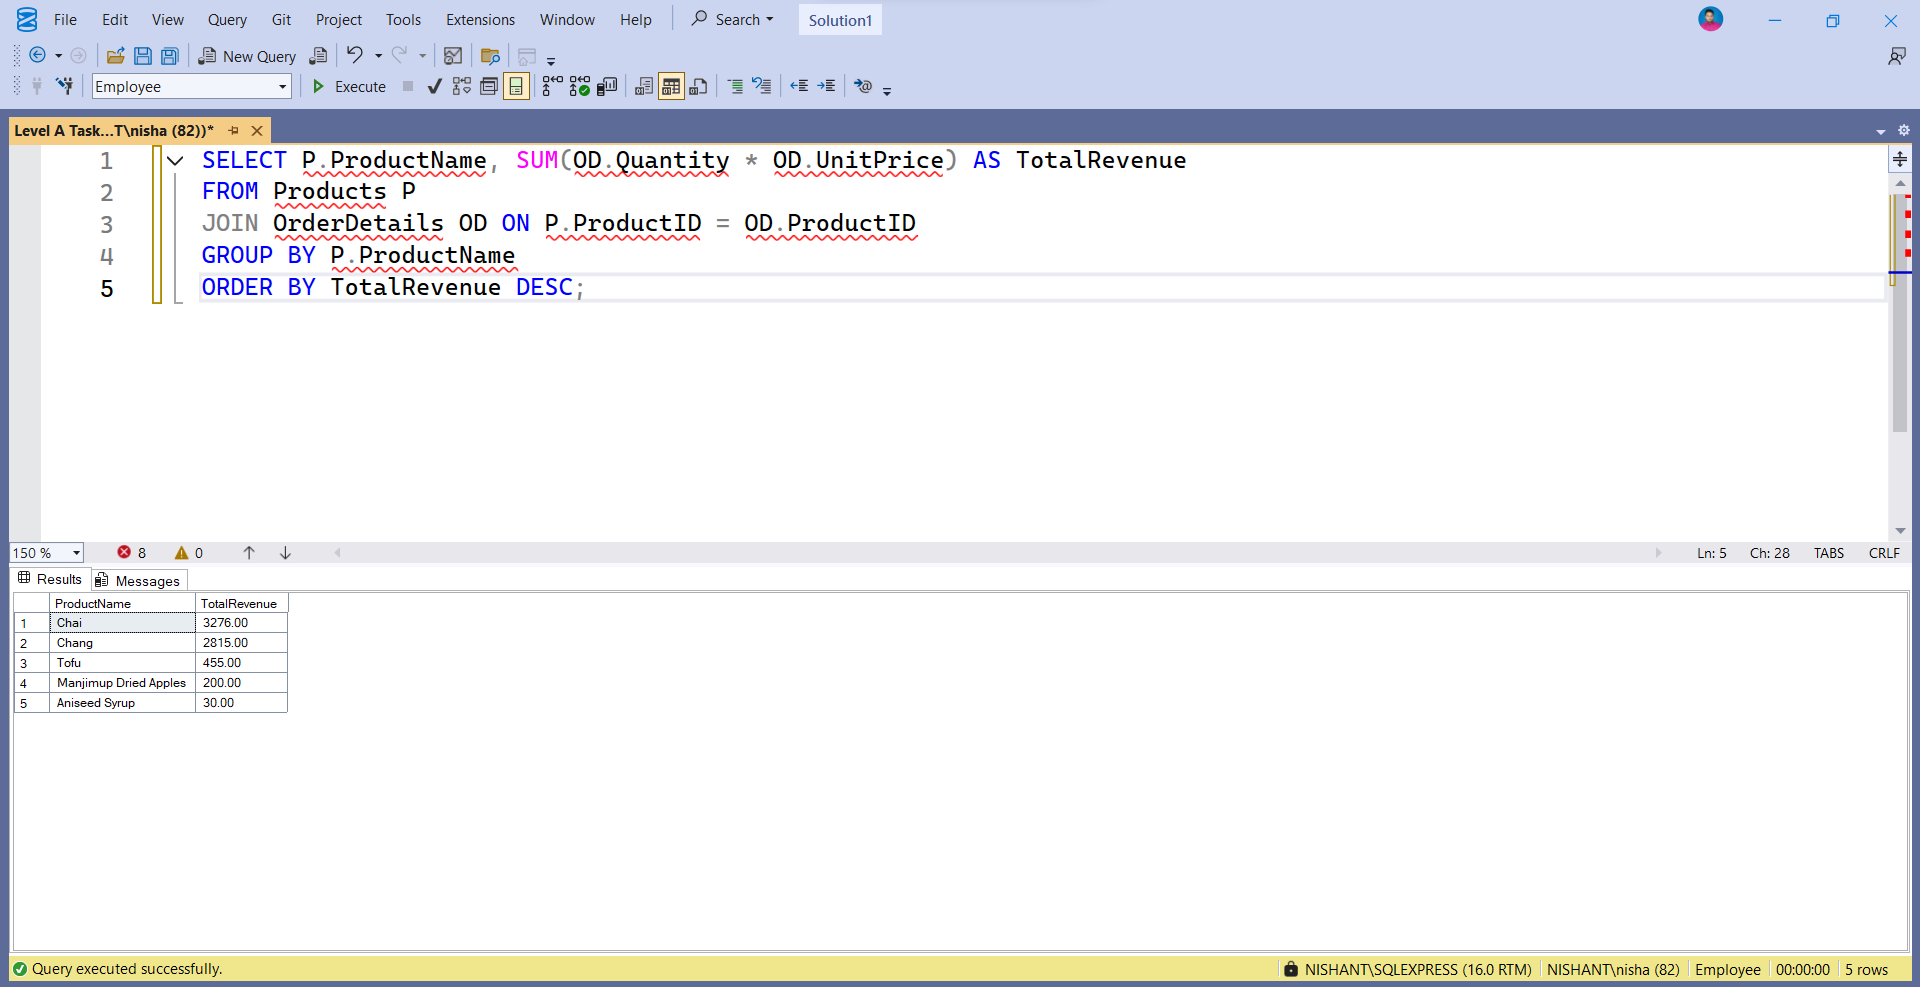 File Edit View Query Git Project Tools Extensions Window Help Search Solution1
New Query
Employee Execute
Level A Task...T\nisha (82))*
1 SELECT P.ProductName, SUM(OD.Quantity * OD.UnitPrice) AS TotalRevenue
2 FROM Products P
3 JOIN OrderDetails OD ON P.ProductID = OD.ProductID
4 GROUP BY P.ProductName
5 ORDER BY TotalRevenue DESC;
150 % 8 0 Ln: 5 Ch: 28 TABS CRLF
Results Messages
ProductName TotalRevenue
1 Chai 3276.00
2 Chang 2815.00
3 Tofu 455.00
4 Manjimup Dried Apples 200.00
5 Aniseed Syrup 30.00
Query executed successfully. NISHANT\SQLEXPRESS (16.0 RTM) NISHANT\nisha (82) Employee 00:00:00 5 rows